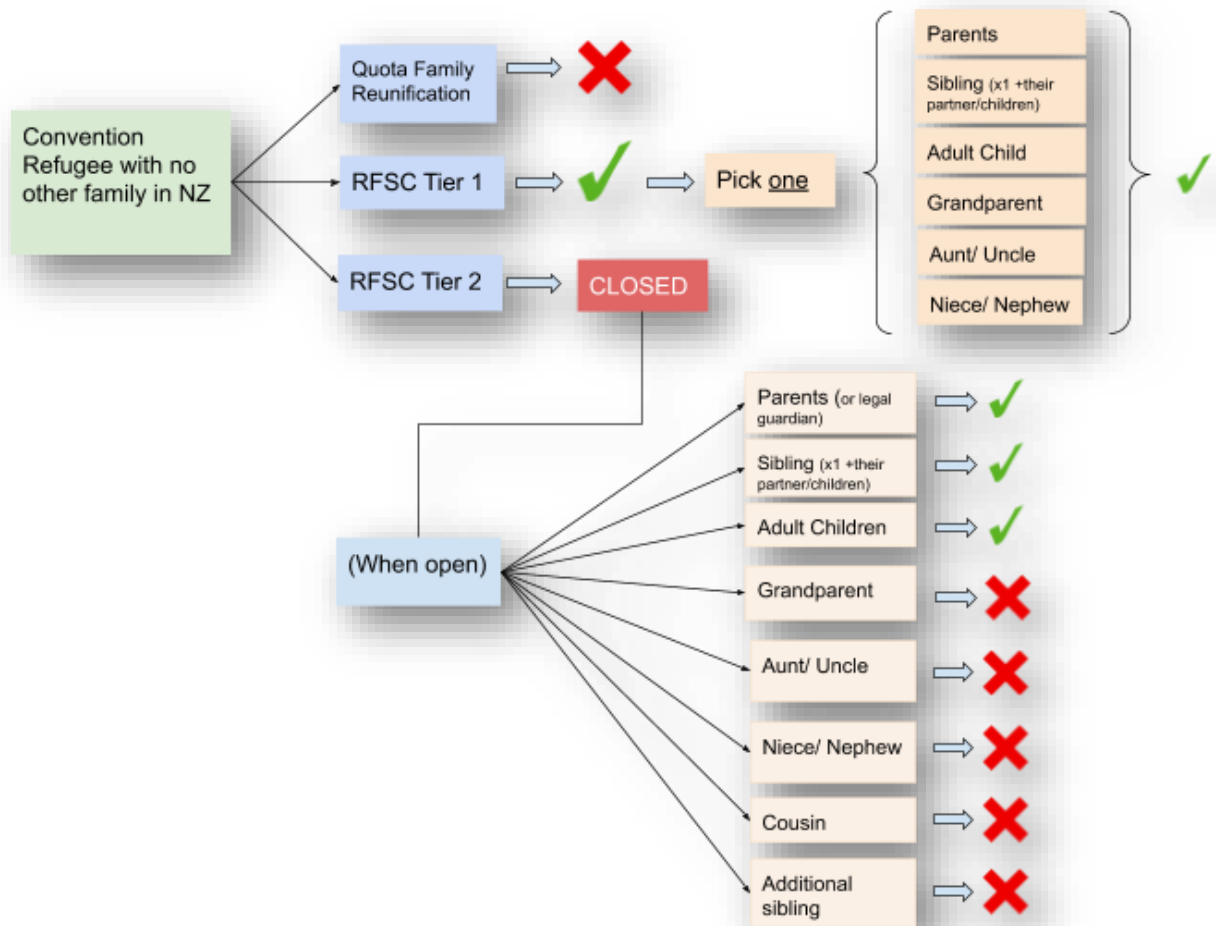 Convention
Refugee with no
other family in NZ
Quota Family
Reunification
RFSC Tier 1
RFSC Tier 2
CLOSED
Pick one
Parents
Sibling (x1 +their
partner/children)
Adult Child
Grandparent
Aunt/ Uncle
Niece/ Nephew
(When open)
Parents (or legal
guardian)
Sibling (x1 +their
partner/children)
Adult Children
Grandparent
Aunt/ Uncle
Niece/ Nephew
Cousin
Additional
sibling